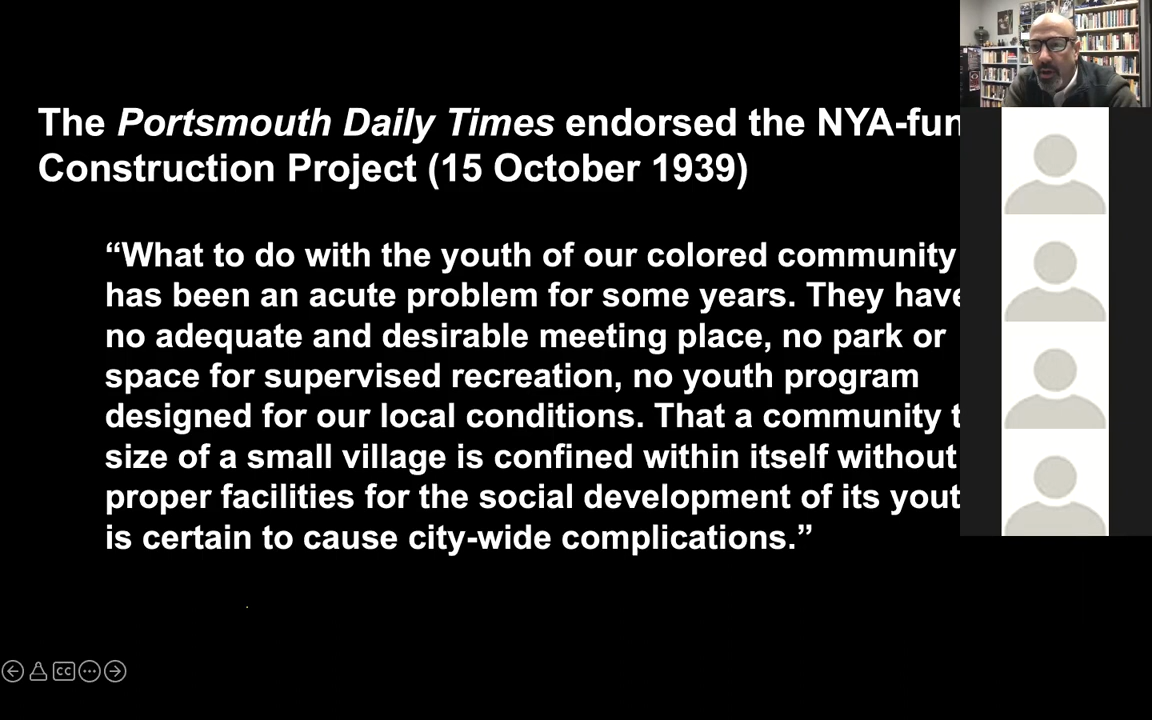 The Portsmouth Daily Times endorsed the NYA-fun
Construction Project (15 October 1939)
“What to do with the youth of our colored community
has been an acute problem for some years. They have
no adequate and desirable meeting place, no park or
space for supervised recreation, no youth program
designed for our local conditions. That a community t
size of a small village is confined within itself without
proper facilities for the social development of its yout
is certain to cause city-wide complications.”
CC